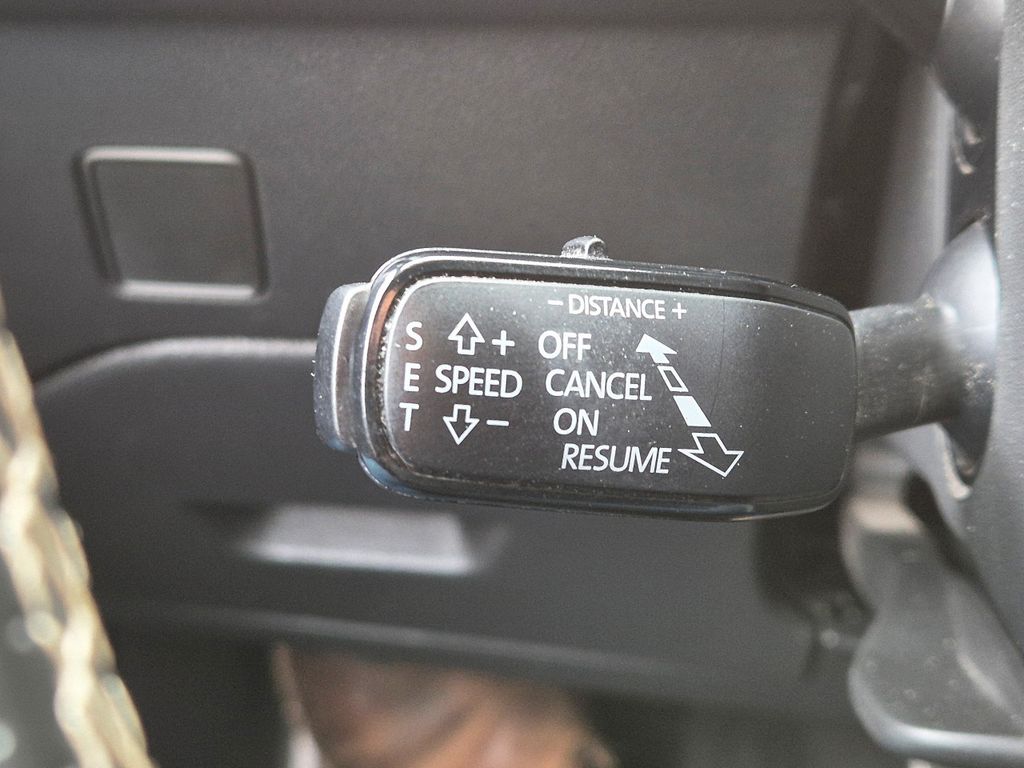 − DISTANCE +
S + OFF
E SPEED CANCEL
T − ON
RESUME